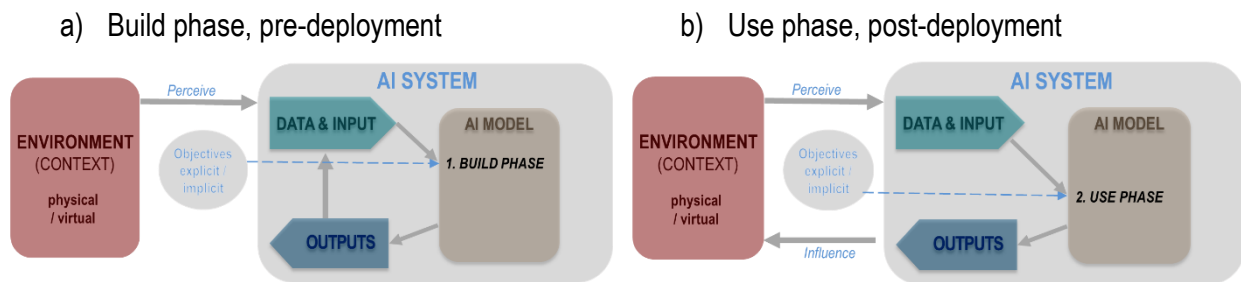 a) Build phase, pre-deployment
AI SYSTEM
Perceive
DATA & INPUT
AI MODEL
ENVIRONMENT
(CONTEXT)
physical
/ virtual
Objectives
explicit /
implicit
1. BUILD PHASE
OUTPUTS
b) Use phase, post-deployment
AI SYSTEM
Perceive
DATA & INPUT
AI MODEL
ENVIRONMENT
(CONTEXT)
physical
/ virtual
Objectives
explicit /
implicit
2. USE PHASE
OUTPUTS
Influence